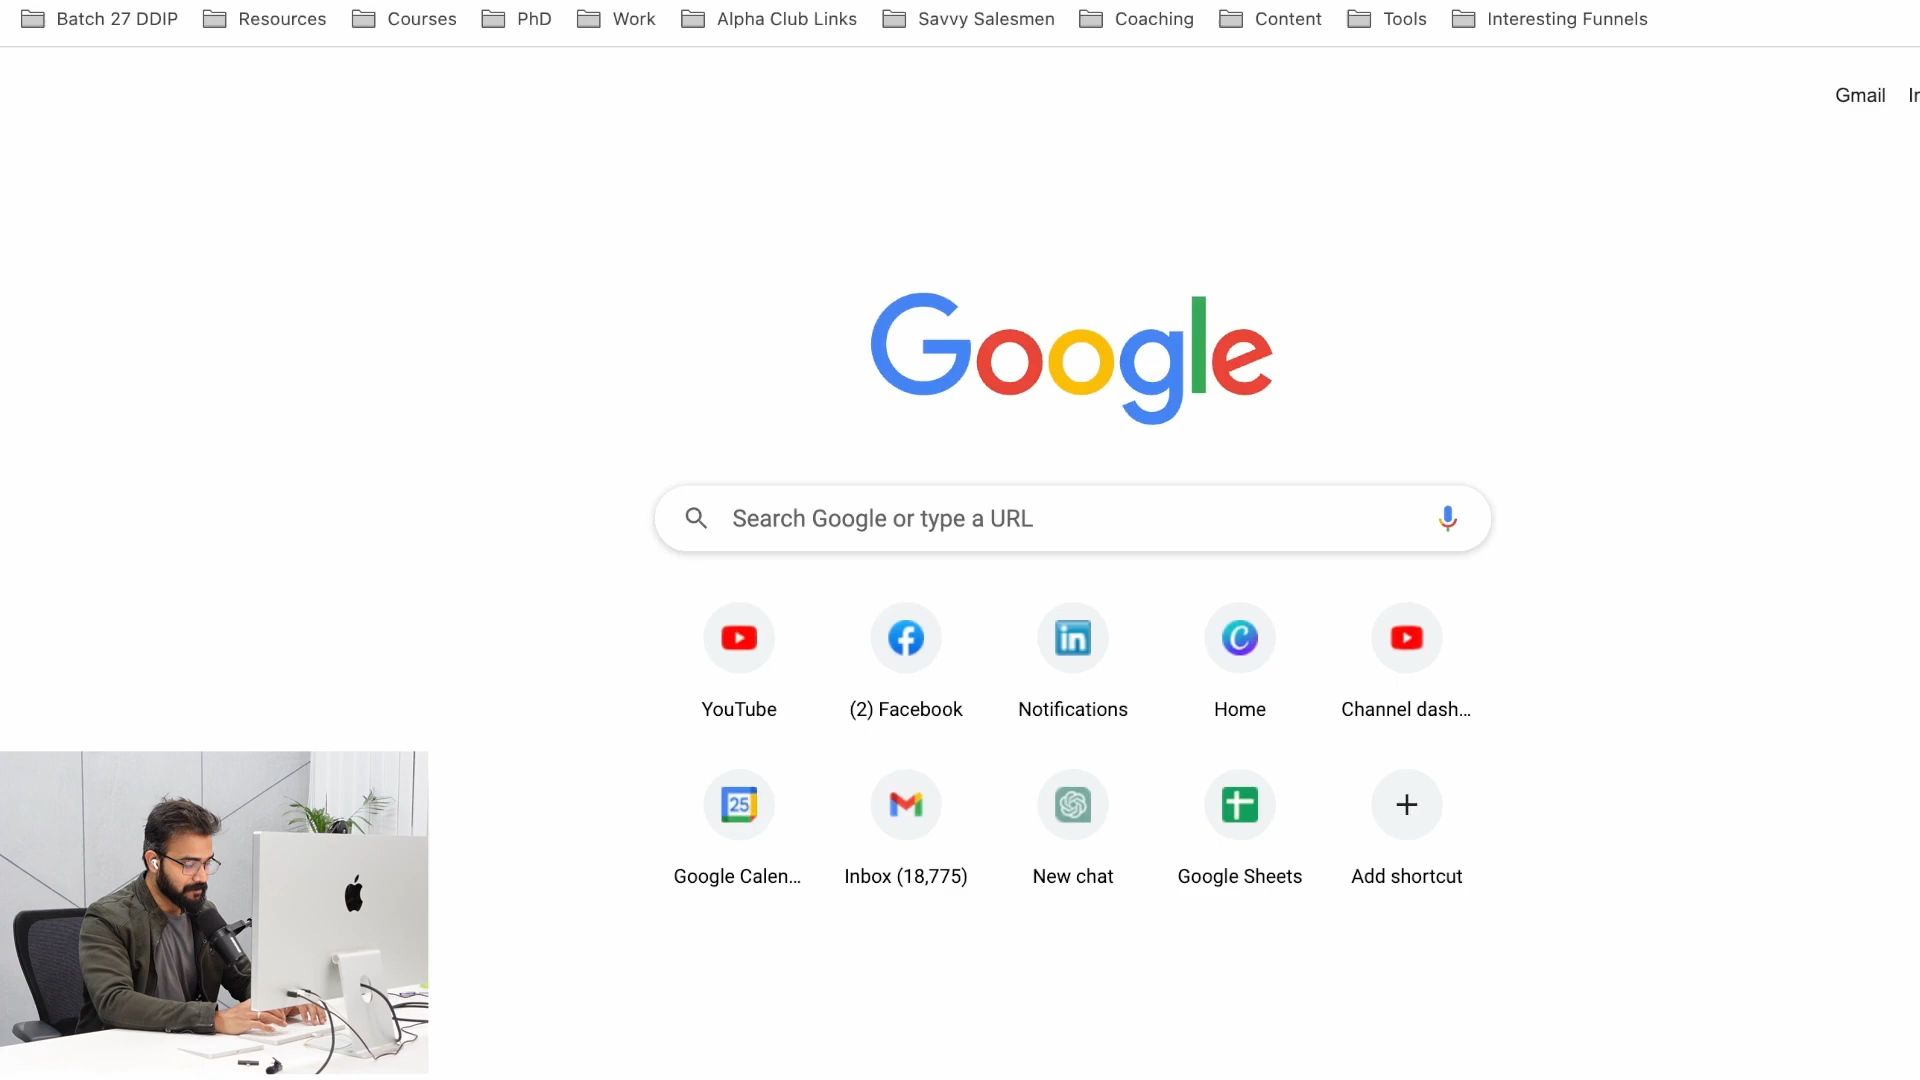 Batch 27 DDIP Resources Courses PhD Work Alpha Club Links Savvy Salesmen Coaching Content Tools Interesting Funnels
Gmail
Google
Search Google or type a URL
YouTube (2) Facebook Notifications Home Channel dash...
25
Google Calen... Inbox (18,775) New chat Google Sheets Add shortcut